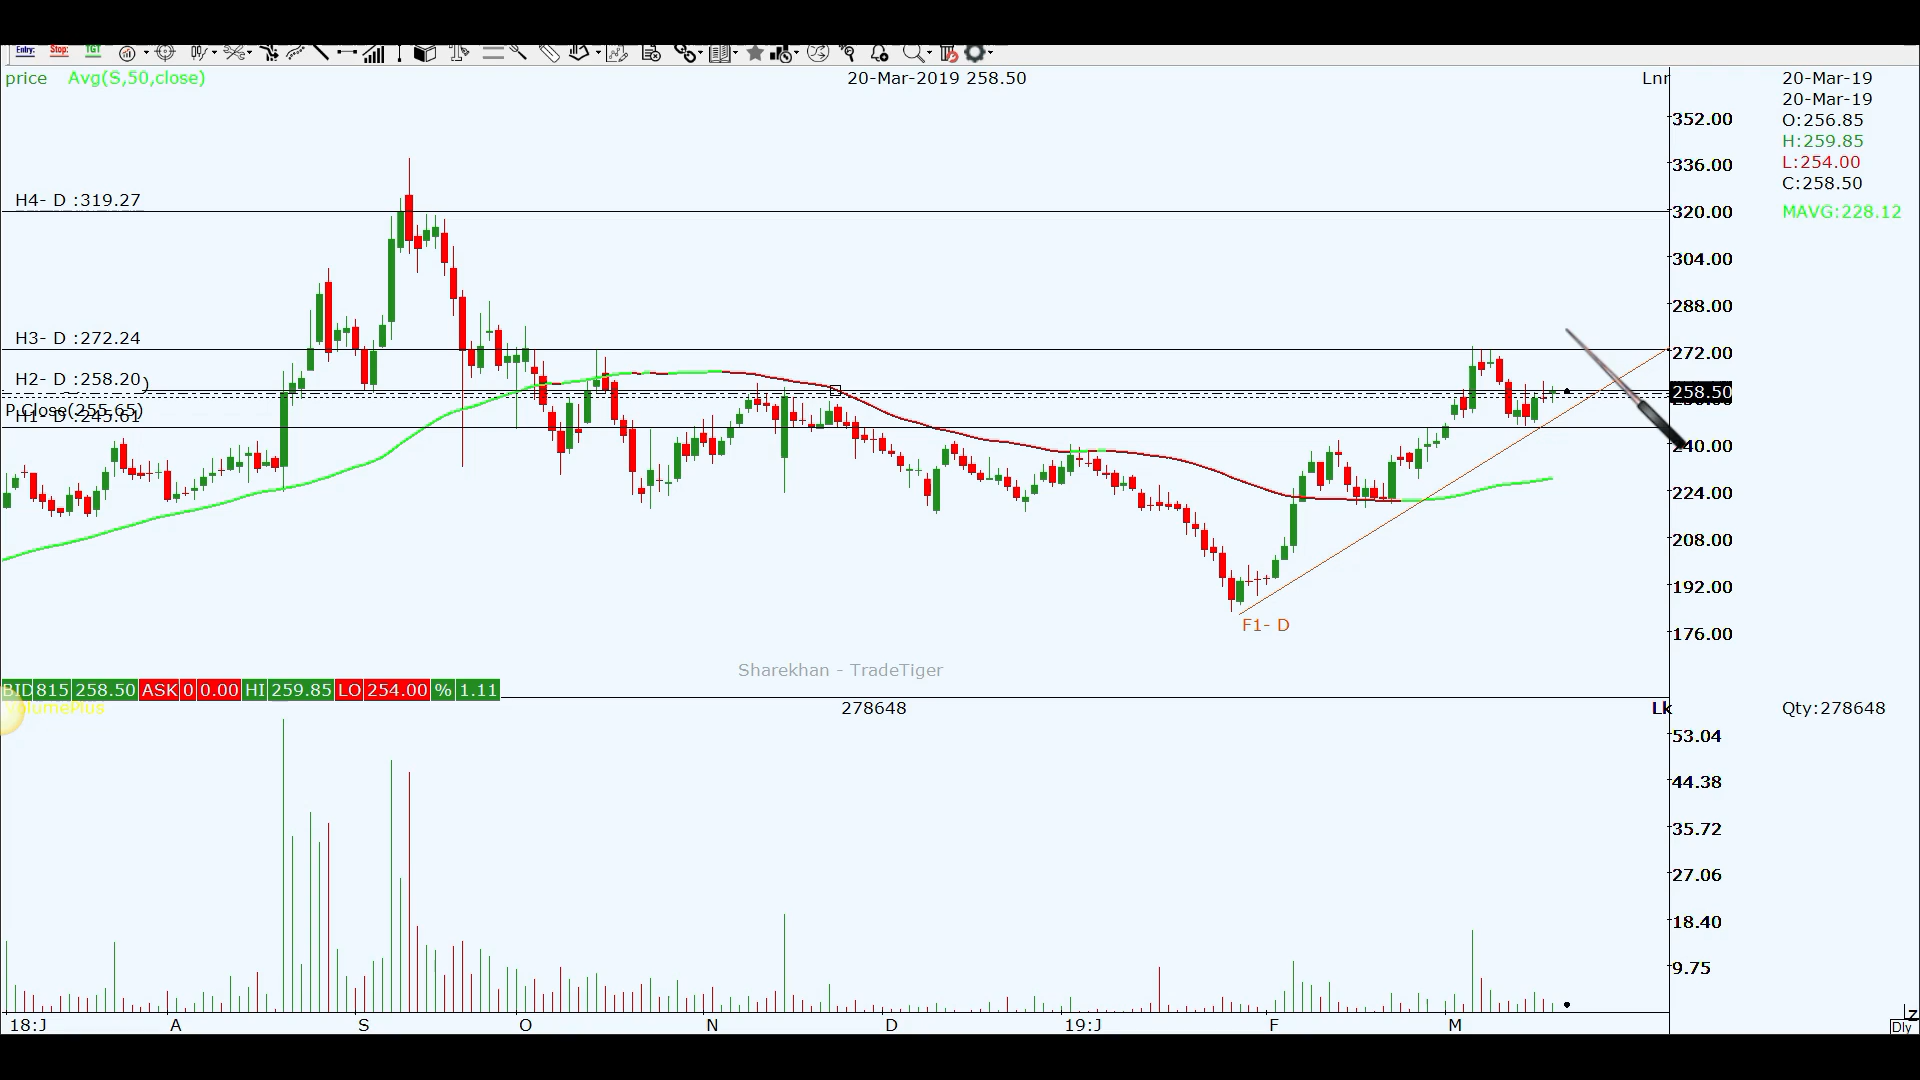 Entry: Stop: TGT
price Avg(S,50,close) 20-Mar-2019 258.50 Lnr 20-Mar-19
20-Mar-19
352.00 O:256.85
H:259.85
336.00 L:254.00
C:258.50
H4- D :319.27 320.00 MAVG:228.12
304.00
288.00
H3- D :272.24 272.00
H2- D :258.20) 258.50
P.Close(255.65)
H1- D :245.61
240.00
224.00
208.00
192.00
F1- D 176.00
Sharekhan - TradeTiger
BID 815 258.50 ASK 0 0.00 HI 259.85 LO 254.00 % 1.11
VolumePlus 278648 Lk Qty:278648
53.04
44.38
35.72
27.06
18.40
9.75
18:J A S O N D 19:J F M
Z
Dly